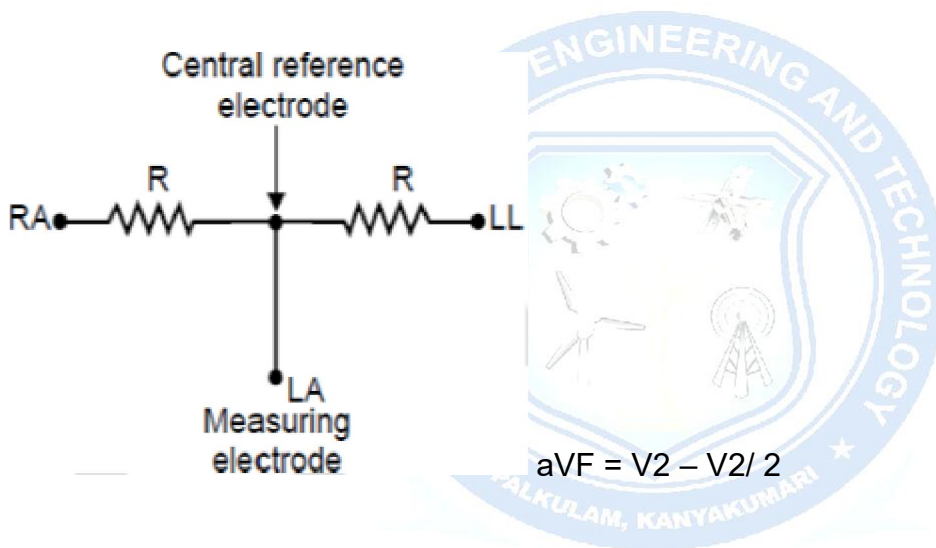 Central reference
electrode
R
R
RA
LL
LA
Measuring
electrode
aVF = V2 – V2/ 2
ENGINEERING AND TECHNOLOGY
PALKULAM, KANYAKUMARI